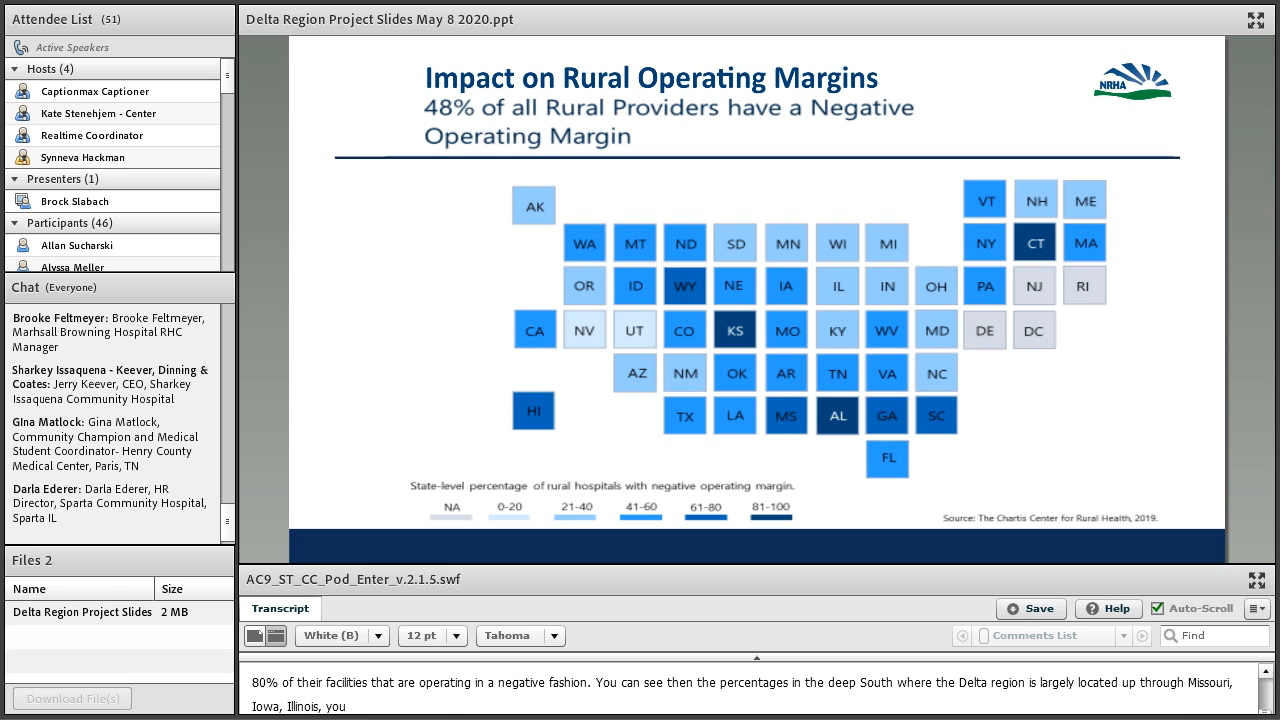 Attendee List (51)
Active Speakers
Hosts (4)
Captionmax Captioner
Kate Stenehjem - Center
Realtime Coordinator
Synneva Hackman
Presenters (1)
Brock Slabach
Participants (46)
Allan Sucharski
Alyssa Meller
Chat (Everyone)
Brooke Feltmeyer: Brooke Feltmeyer,
Marhsall Browning Hospital RHC
Manager
Sharkey Issaquena - Keever, Dinning &
Coates: Jerry Keever, CEO, Sharkey
Issaquena Community Hospital
Gina Matlock: Gina Matlock,
Community Champion and Medical
Student Coordinator- Henry County
Medical Center, Paris, TN
Darla Ederer: Darla Ederer, HR
Director, Sparta Community Hospital,
Sparta IL
Files 2
Name Size
Delta Region Project Slides 2 MB
Download File(s)
Delta Region Project Slides May 8 2020.ppt
Impact on Rural Operating Margins
48% of all Rural Providers have a Negative
Operating Margin
NRHA
AK VT NH ME
WA MT ND SD MN WI MI NY CT MA
OR ID WY NE IA IL IN OH PA NJ RI
CA NV UT CO KS MO KY WV MD DE DC
AZ NM OK AR TN VA NC
HI TX LA MS AL GA SC
FL
State-level percentage of rural hospitals with negative operating margin.
NA 0-20 21-40 41-60 61-80 81-100
Source: The Chartis Center for Rural Health, 2019.
AC9_ST_CC_Pod_Enter_v.2.1.5.swf
Transcript Save Help Auto-Scroll
White (B) 12 pt Tahoma Comments List Find
80% of their facilities that are operating in a negative fashion. You can see then the percentages in the deep South where the Delta region is largely located up through Missouri,
Iowa, Illinois, you